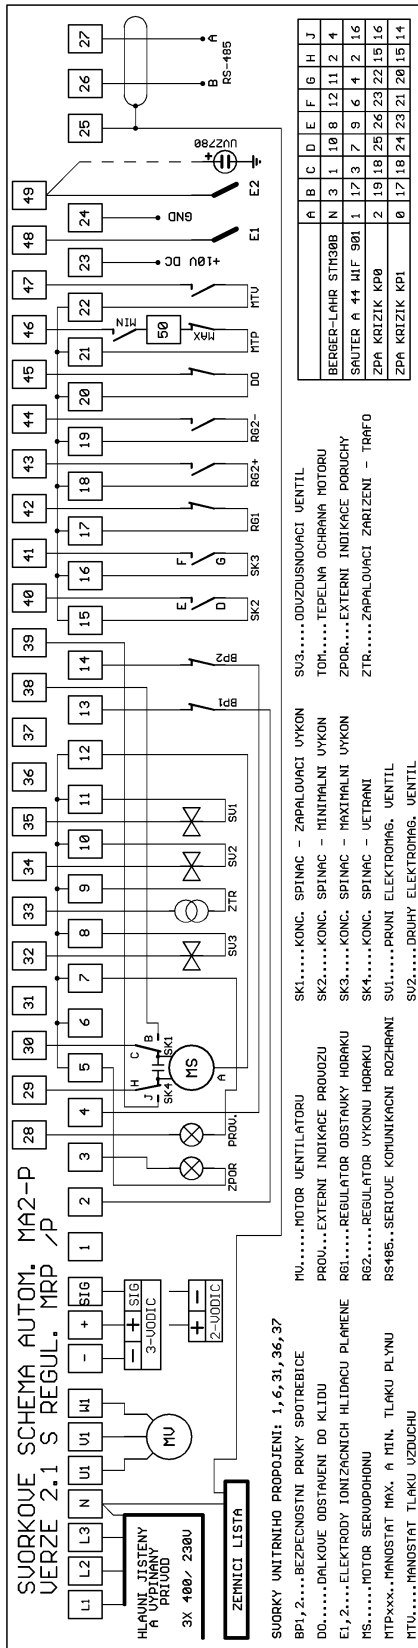 SVORKOVE SCHEMA AUTOM. MA2-P
VERZE 2.1 S REGUL. MRP /P
L1 L2 L3 N U1 V1 W1 - + SIG
1 2 3 4 5 6 7 8 9 10 11 12 13 14 15 16 17 18 19 20 21 22 23 24 25 26 27
28 29 30 31 32 33 34 35 36 37 38 39 40 41 42 43 44 45 46 47 48 49
HLAVNI JISTENY
A VYPINANY
PRIVOD
3X 400/ 230V
ZEMNICI LISTA
MV
- + SIG
3-VODIC
+ -
2-VODIC
ZPOR
PROV.
J H C B
SK4 SK1
MS
A
SV3
ZTR
SV2
SV1
BP1
BP2
E D
SK2
F G
SK3
RG1
RG2+
RG2-
DO
MIN
50
MAX
MTP
MTV
+10V DC
E1
GND
E2
UVZ780
+
B A
RS-485
SVORKY VNITRNIHO PROPOJENI: 1,6,31,36,37
BP1,2...BEZPECNOSTNI PRVKY SPOTREBICE
DO......DALKOVE ODSTAVENI DO KLIDU
E1,2....ELEKTRODY IONIZACNICH HLIDACU PLAMENE
MS......MOTOR SERVOPOHONU
MTPxxx..MANOSTAT MAX. A MIN. TLAKU PLYNU
MTV.....MANOSTAT TLAKU VZDUCHU
MV......MOTOR VENTILATORU
PROV....EXTERNI INDIKACE PROVOZU
RG1.....REGULATOR ODSTAVKY HORAKU
RG2.....REGULATOR VYKONU HORAKU
RS485...SERIOVE KOMUNIKACNI ROZHRANI
SK1.....KONC. SPINAC - ZAPALOVACI VYKON
SK2.....KONC. SPINAC - MINIMALNI VYKON
SK3.....KONC. SPINAC - MAXIMALNI VYKON
SK4.....KONC. SPINAC - VETRANI
SV1.....PRVNI ELEKTROMAG. VENTIL
SV2.....DRUHY ELEKTROMAG. VENTIL
SV3.....ODVZDUSNOVACI VENTIL
TOM.....TEPELNA OCHRANA MOTORU
ZPOR....EXTERNI INDIKACE PORUCHY
ZTR.....ZAPALOVACI ZARIZENI - TRAFO
A B C D E F G H J
BERGER-LAHR STM30B N 3 1 10 8 12 11 2 4
SAUTER A 44 W1F 901 1 17 3 7 9 6 4 2 16
ZPA KRIZIK KP0 2 19 18 25 26 23 22 15 16
ZPA KRIZIK KP1 0 17 18 24 23 21 20 15 14